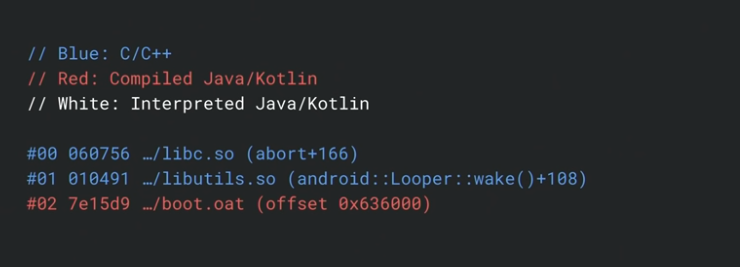 // Blue: C/C++
// Red: Compiled Java/Kotlin
// White: Interpreted Java/Kotlin
#00 060756 …/libc.so (abort+166)
#01 010491 …/libutils.so (android::Looper::wake()+108)
#02 7e15d9 …/boot.oat (offset 0x636000)